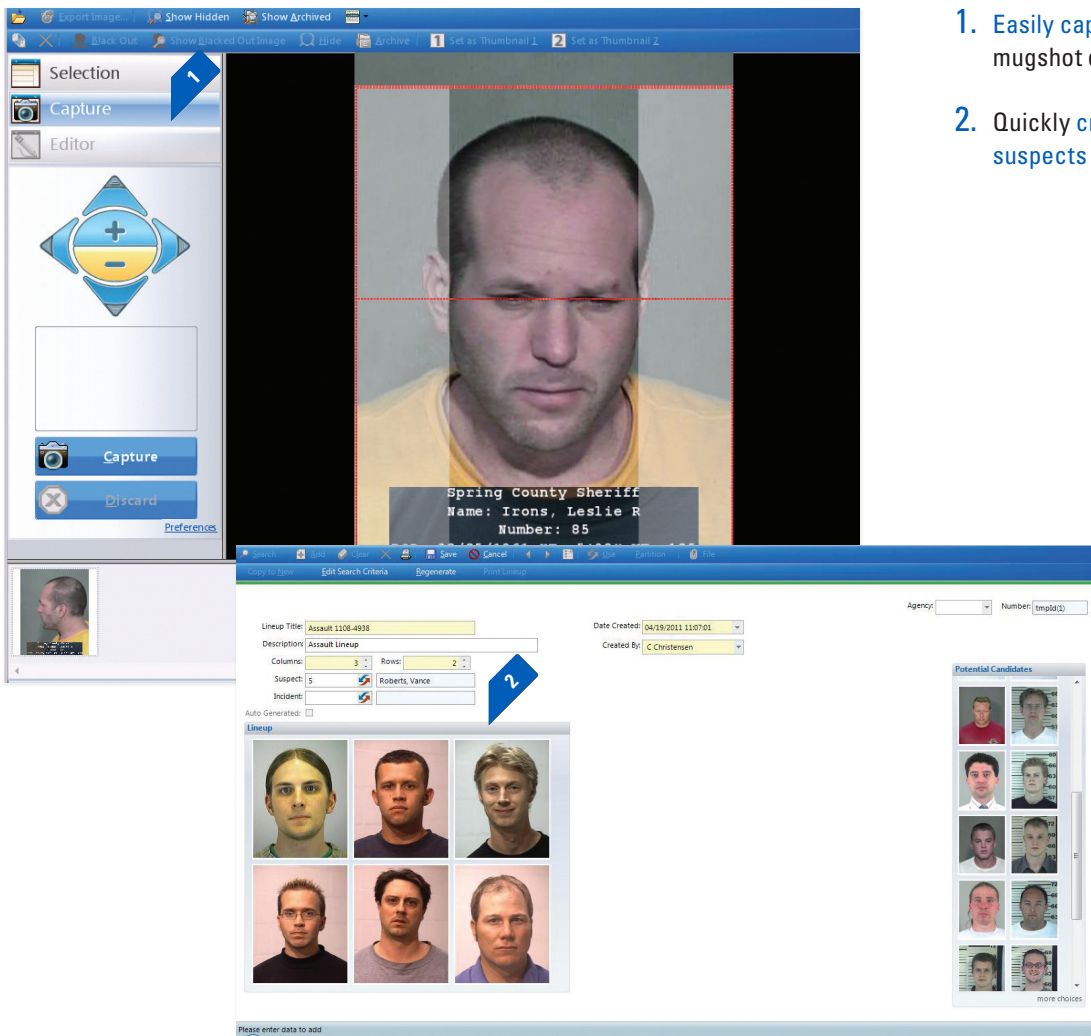 Export Image...
Show Hidden
Show Archived
Black Out
Show Blacked Out Image
Hide
Archive
1 Set as Thumbnail 1
2 Set as Thumbnail 2
Selection
Capture
Editor
1
Capture
Discard
Preferences
Spring County Sheriff
Name: Irons, Leslie R
Number: 85
1. Easily cap
mugshot
2. Quickly cr
suspects
Search Add Clear Save Cancel Use Partition File
Copy to New Edit Search Criteria Regenerate Print Lineup
Agency: Number: tmpId(1)
Lineup Title: Assault 1108-4938 Date Created: 04/19/2011 11:07:01
Description: Assault Lineup Created By: C Christensen
Columns: 3 Rows: 2
Suspect: 5 Roberts, Vance
Incident:
Auto Generated:
2
Lineup
Potential Candidates
more choices
Please enter data to add